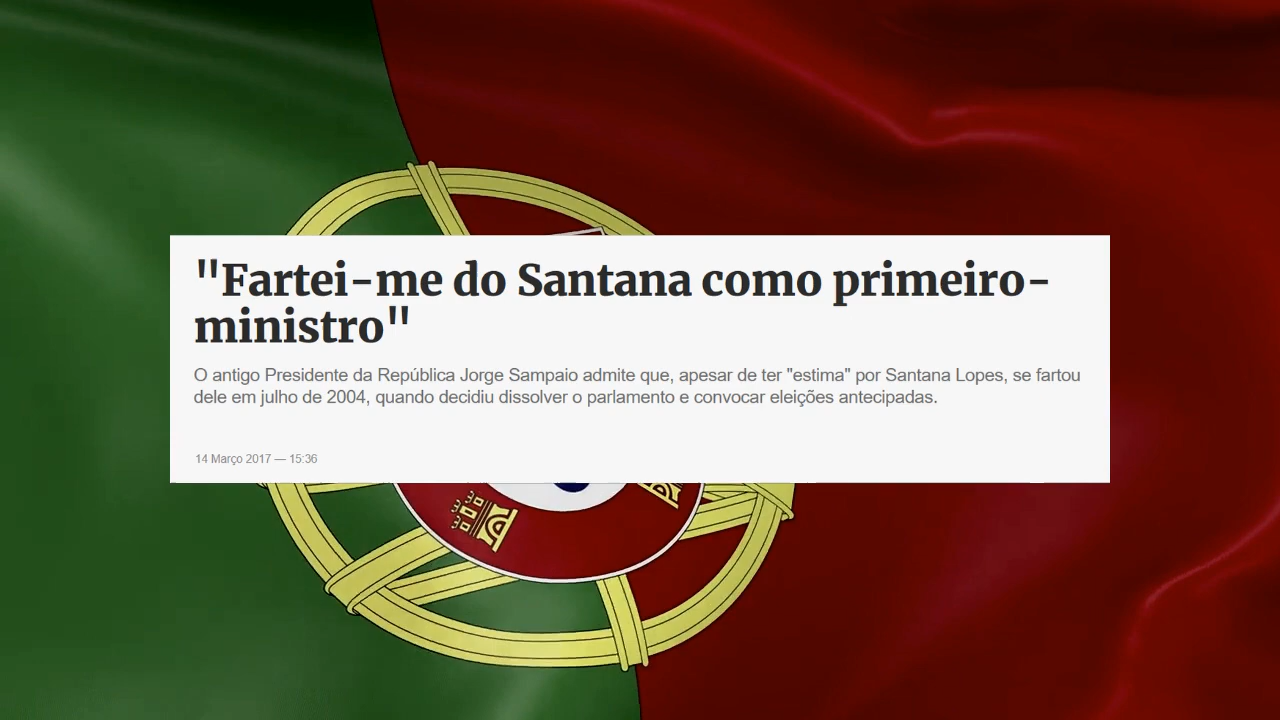 "Fartei-me do Santana como primeiro-
ministro"
O antigo Presidente da República Jorge Sampaio admite que, apesar de ter "estima" por Santana Lopes, se fartou
dele em julho de 2004, quando decidiu dissolver o parlamento e convocar eleições antecipadas.
14 Março 2017 — 15:36